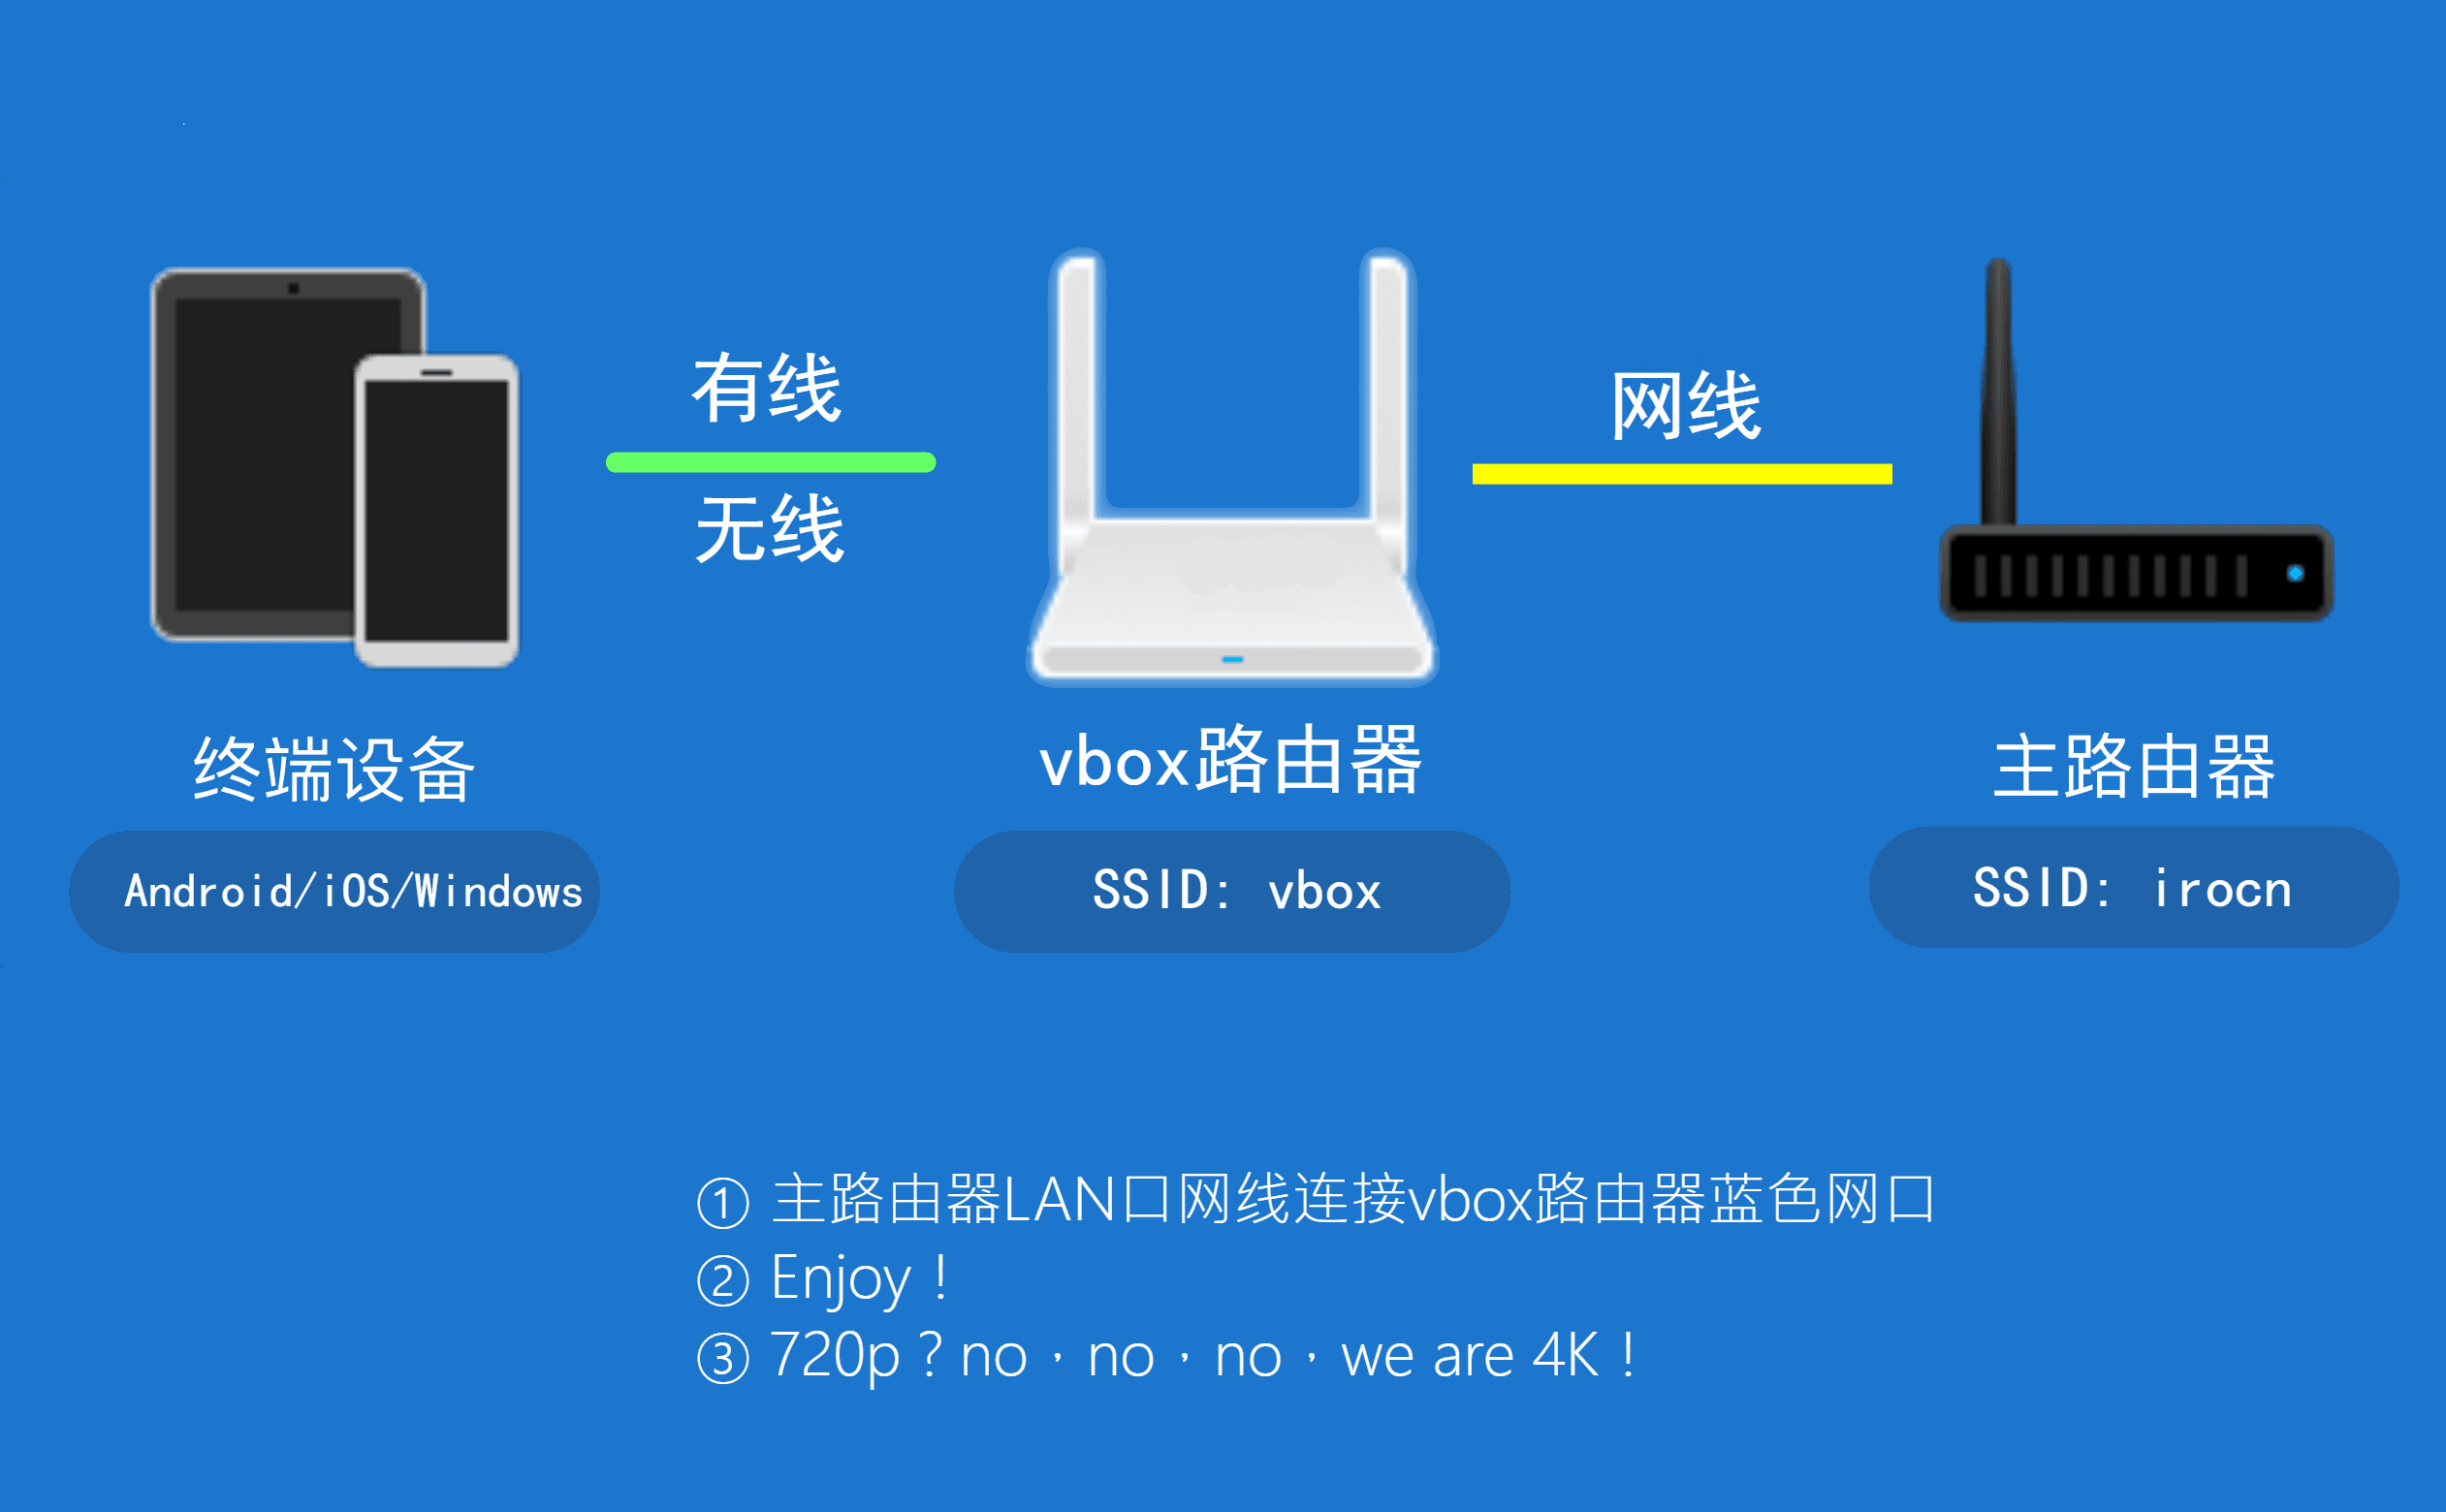 有线
无线
网线
终端设备
vbox路由器
主路由器
Android/iOS/Windows
SSID: vbox
SSID: irocn
① 主路由器LAN口网线连接vbox路由器蓝色网口
② Enjoy！
③ 720p？no，no，no，we are 4K！